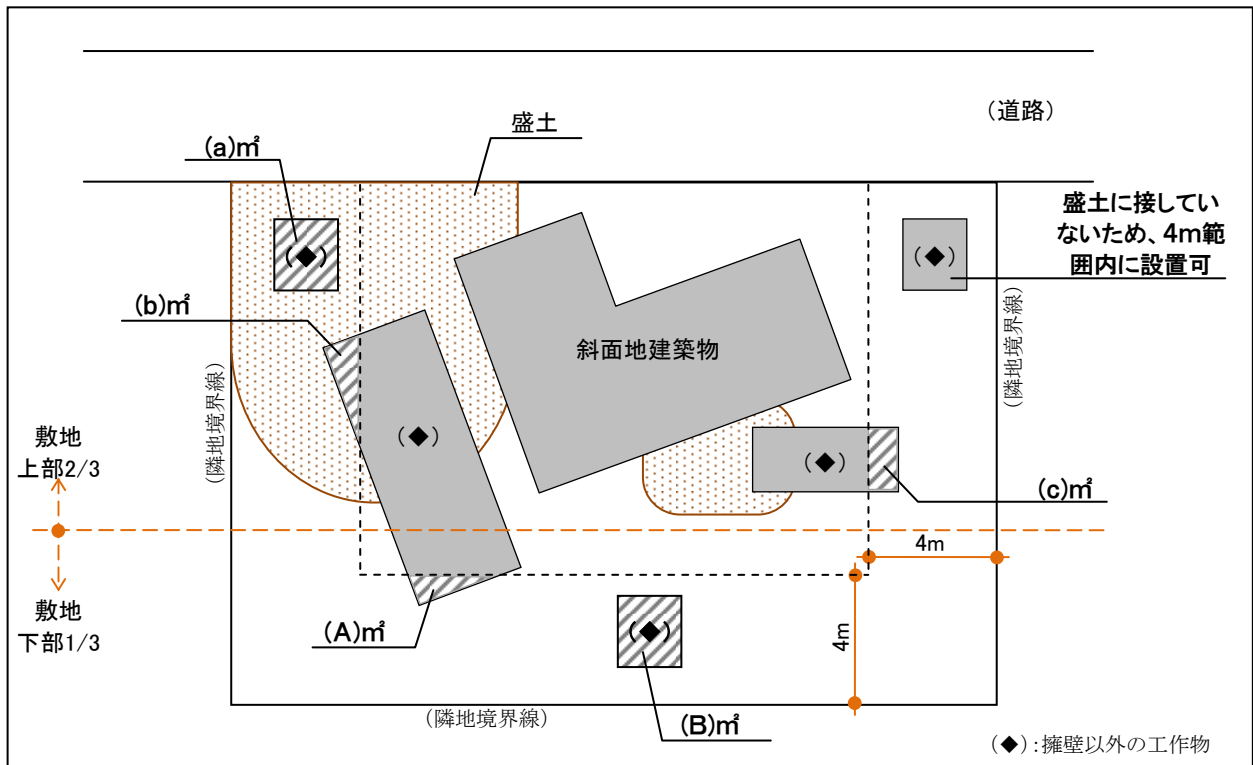 (道路)
盛土
(a)㎡
盛土に接してい
ないため、4m範
囲内に設置可
(◆)
(◆)
(b)㎡
斜面地建築物
(隣地境界線)
(隣地境界線)
(◆)
敷地
上部2/3
(◆)
(c)㎡
4m
敷地
下部1/3
(A)㎡
(◆)
4m
(B)㎡
(隣地境界線)
(◆):擁壁以外の工作物